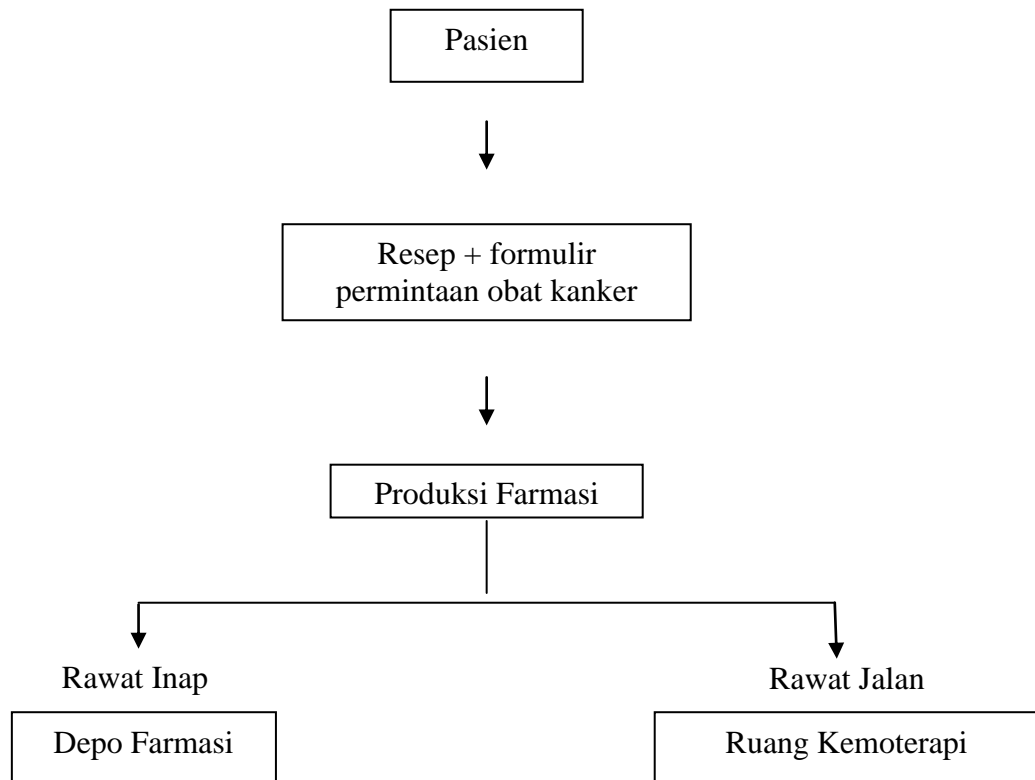 Pasien
Resep + formulir
permintaan obat kanker
Produksi Farmasi
Rawat Inap
Rawat Jalan
Depo Farmasi
Ruang Kemoterapi